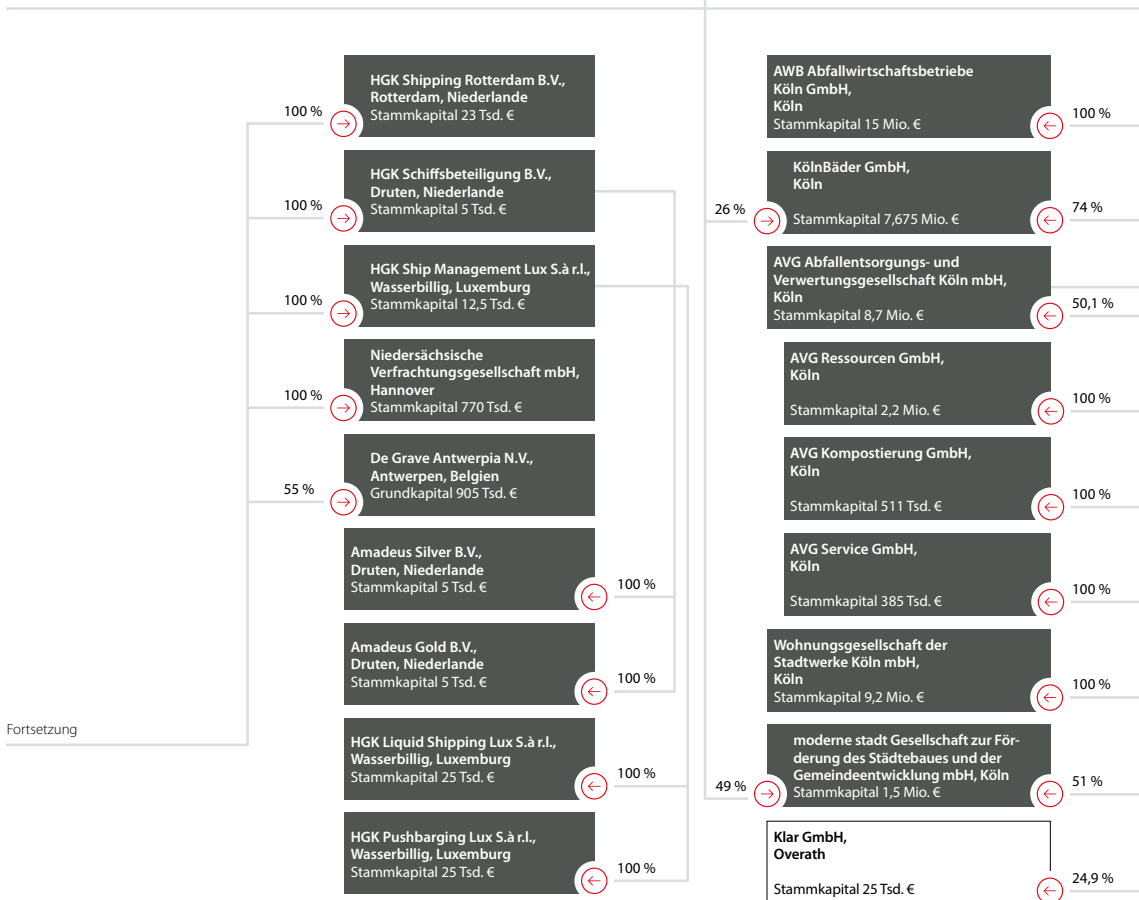 HGK Shipping Rotterdam B.V.,
Rotterdam, Niederlande
Stammkapital 23 Tsd. €
100 %
HGK Schiffsbeteiligung B.V.,
Druten, Niederlande
Stammkapital 5 Tsd. €
100 %
HGK Ship Management Lux S.à r.l.,
Wasserbillig, Luxemburg
Stammkapital 12,5 Tsd. €
100 %
Niedersächsische
Verfrachtungsgesellschaft mbH,
Hannover
Stammkapital 770 Tsd. €
100 %
De Grave Antwerpia N.V.,
Antwerpen, Belgien
Grundkapital 905 Tsd. €
55 %
Amadeus Silver B.V.,
Druten, Niederlande
Stammkapital 5 Tsd. €
100 %
Amadeus Gold B.V.,
Druten, Niederlande
Stammkapital 5 Tsd. €
100 %
Fortsetzung
HGK Liquid Shipping Lux S.à r.l.,
Wasserbillig, Luxemburg
Stammkapital 25 Tsd. €
100 %
HGK Pushbarging Lux S.à r.l.,
Wasserbillig, Luxemburg
Stammkapital 25 Tsd. €
100 %
AWB Abfallwirtschaftsbetriebe
Köln GmbH,
Köln
Stammkapital 15 Mio. €
100 %
KölnBäder GmbH,
Köln
Stammkapital 7,675 Mio. €
26 %
74 %
AVG Abfallentsorgungs- und
Verwertungsgesellschaft Köln mbH,
Köln
Stammkapital 8,7 Mio. €
50,1 %
AVG Ressourcen GmbH,
Köln
Stammkapital 2,2 Mio. €
100 %
AVG Kompostierung GmbH,
Köln
Stammkapital 511 Tsd. €
100 %
AVG Service GmbH,
Köln
Stammkapital 385 Tsd. €
100 %
Wohnungsgesellschaft der
Stadtwerke Köln mbH,
Köln
Stammkapital 9,2 Mio. €
100 %
moderne stadt Gesellschaft zur För-
derung des Städtebaues und der
Gemeindeentwicklung mbH, Köln
Stammkapital 1,5 Mio. €
49 %
51 %
Klar GmbH,
Overath
Stammkapital 25 Tsd. €
24,9 %